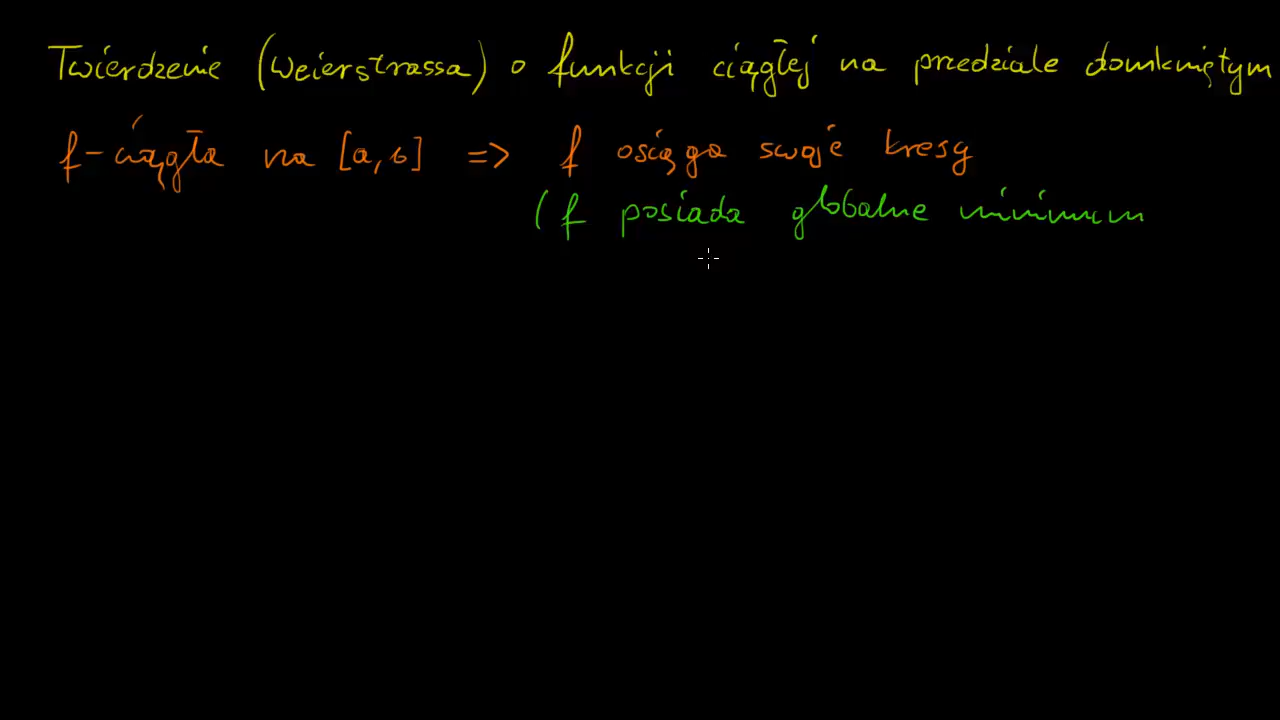 Twierdzenie (Weierstrassa) o funkcji ciągłej na przedziale domkniętym
f-ciągła na [a,b] => f osiąga swoje kresy
(f posiada globalne minimum